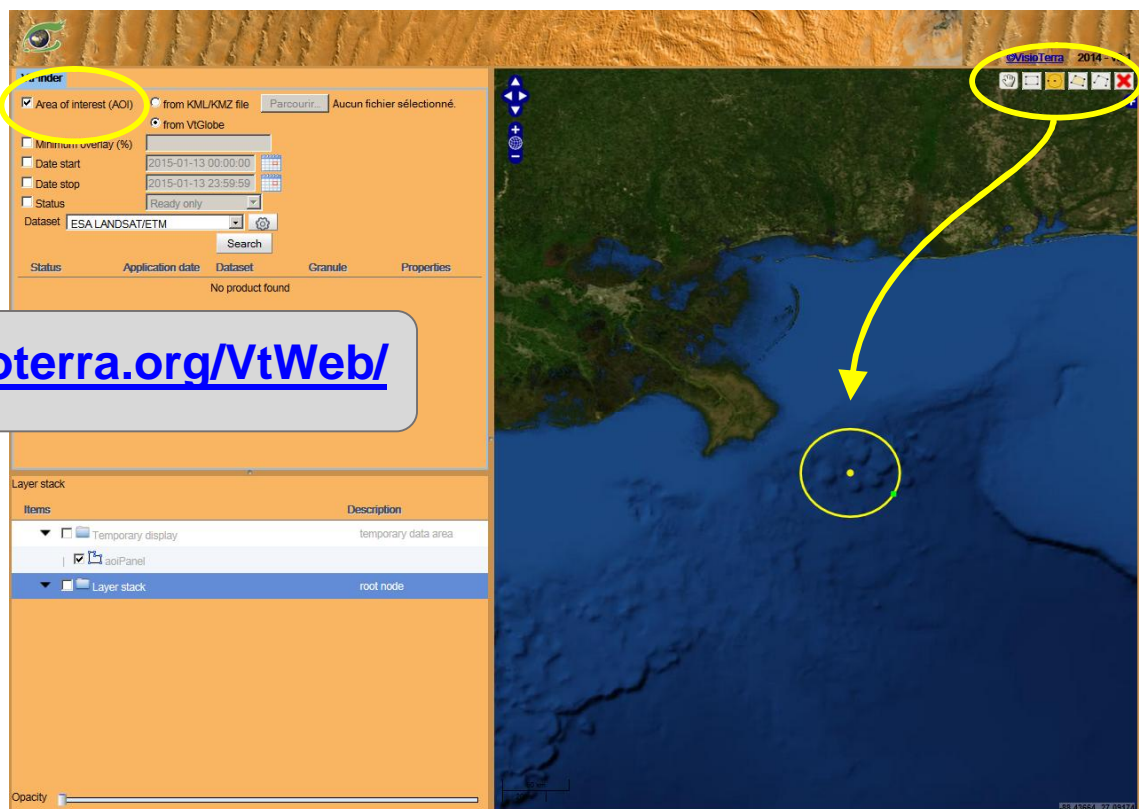 ©VisioTerra 2014 -
Area of interest (AOI) from KML/KMZ file Parcourir... Aucun fichier sélectionné.
from VtGlobe
Minimum overlay (%)
Date start 2015-01-13 00:00:00
Date stop 2015-01-13 23:59:59
Status Ready only
Dataset ESA LANDSAT/ETM
Search
Status Application date Dataset Granule Properties
No product found
oterra.org/VtWeb/
Layer stack
Items Description
Temporary display temporary data area
aoiPanel
Layer stack root node
Opacity